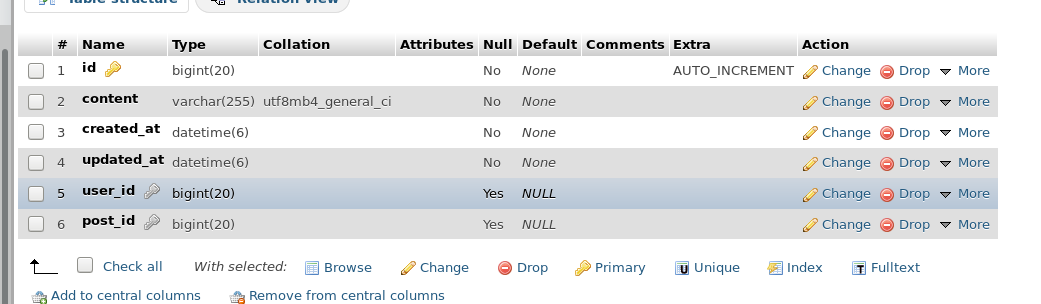 Table structure Relation view
# Name Type Collation Attributes Null Default Comments Extra Action
1 id bigint(20) No None AUTO_INCREMENT Change Drop More
2 content varchar(255) utf8mb4_general_ci No None Change Drop More
3 created_at datetime(6) No None Change Drop More
4 updated_at datetime(6) No None Change Drop More
5 user_id bigint(20) Yes NULL Change Drop More
6 post_id bigint(20) Yes NULL Change Drop More
Check all With selected: Browse Change Drop Primary Unique Index Fulltext
Add to central columns Remove from central columns